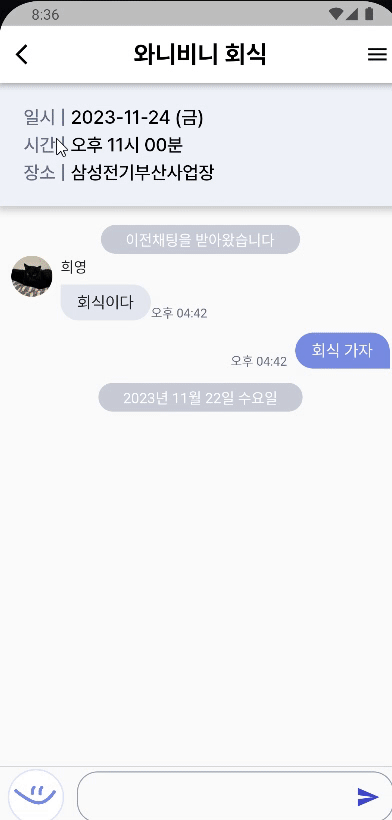 8:36
와니비니 회식
일시 | 2023-11-24 (금)
시간 | 오후 11시 00분
장소 | 삼성전기부산사업장
이전채팅을 받아왔습니다
희영
회식이다
오후 04:42
오후 04:42 회식 가자
2023년 11월 22일 수요일